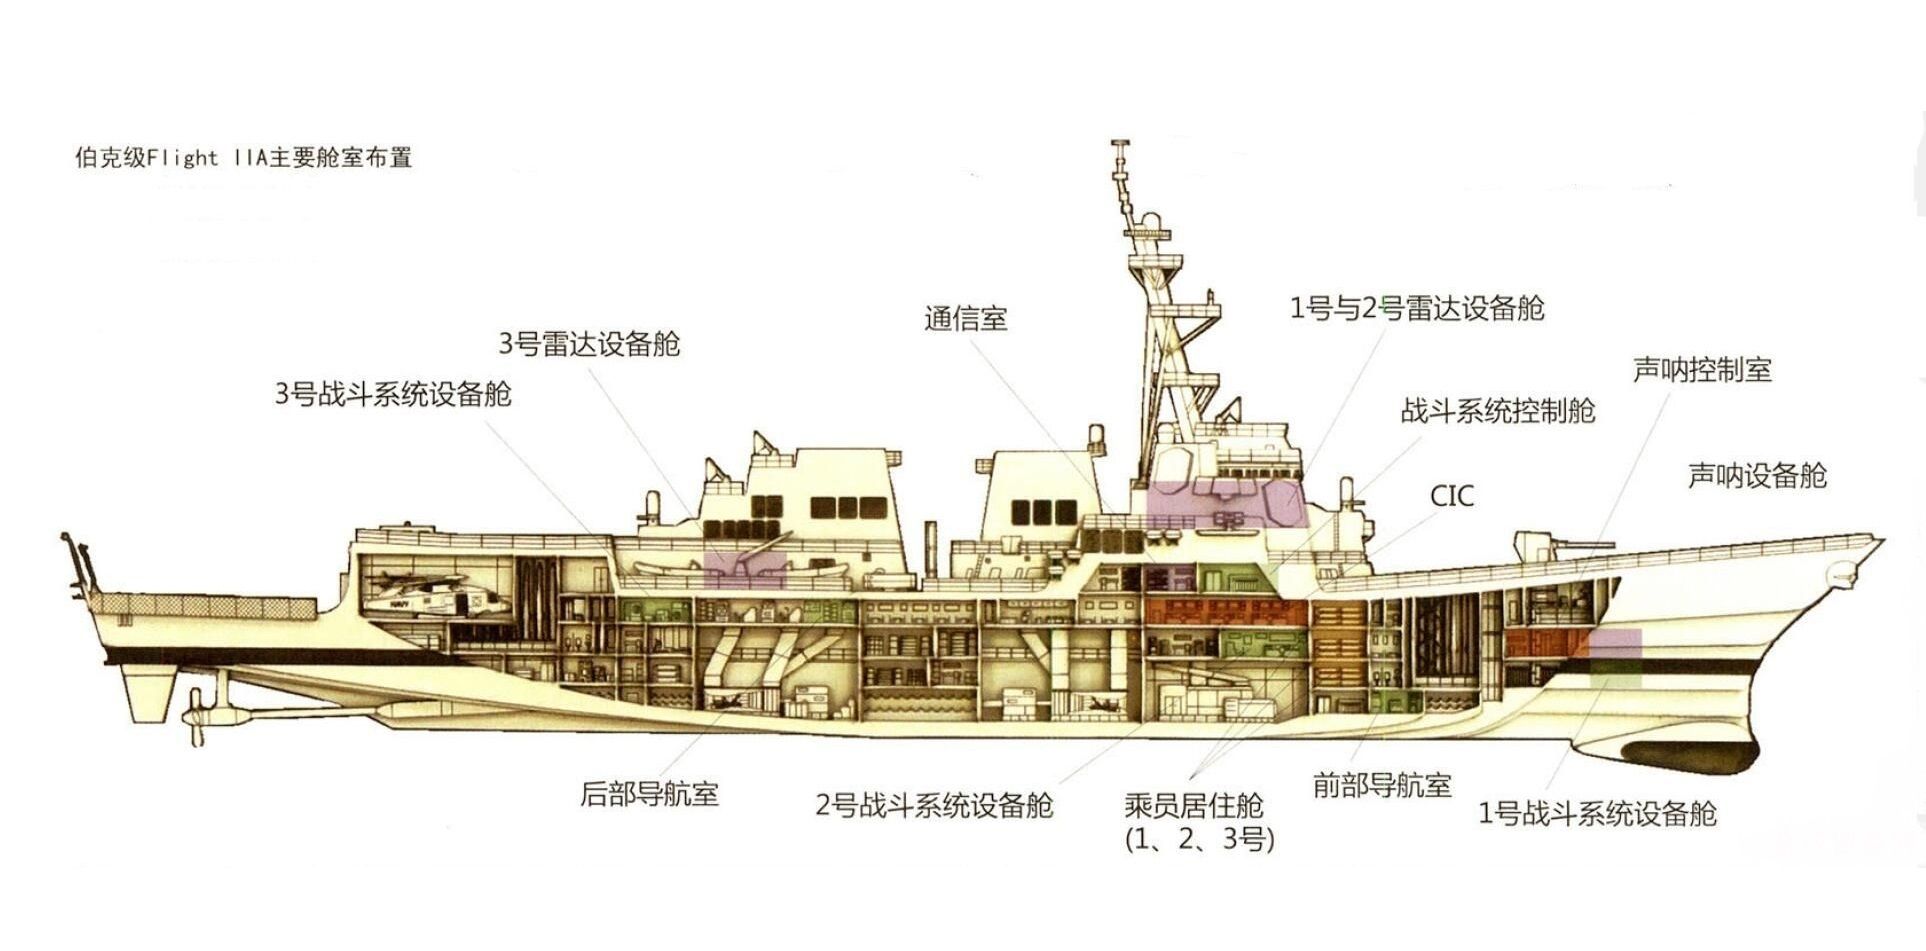 伯克级Flight IIA主要舱室布置
1号与2号雷达设备舱
通信室
3号雷达设备舱
声呐控制室
3号战斗系统设备舱
战斗系统控制舱
声呐设备舱
CIC
NAVY
后部导航室
2号战斗系统设备舱
乘员居住舱
(1、2、3号)
前部导航室
1号战斗系统设备舱